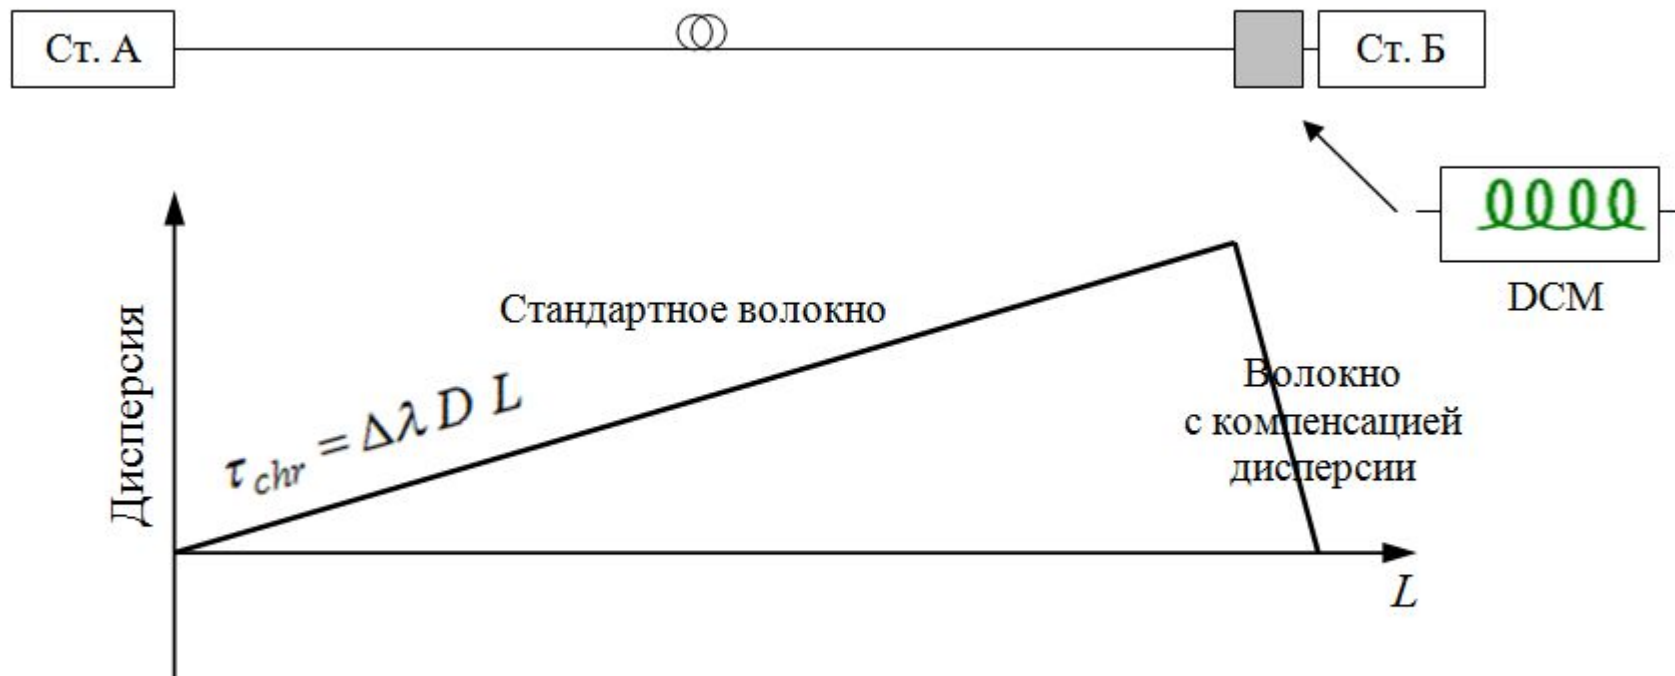 Ст. А
Ст. Б
DCM
Дисперсия
Стандартное волокно
τchr = Δλ D L
Волокно
с компенсацией
дисперсии
L